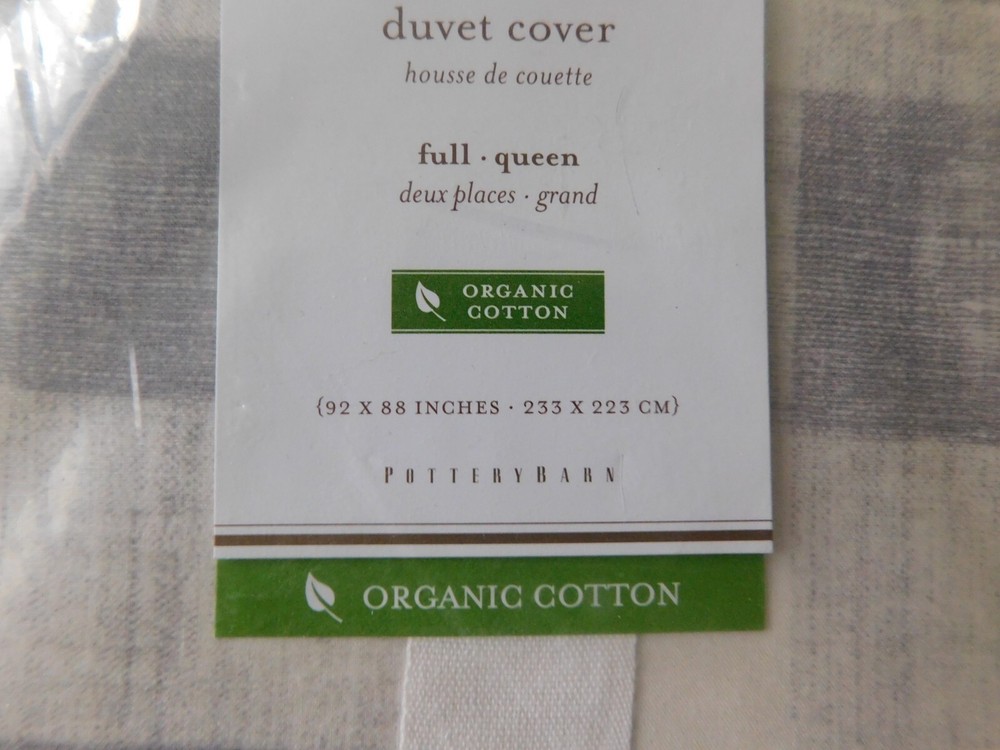 duvet cover
housse de couette
full · queen
deux places · grand
ORGANIC
COTTON
{92 X 88 INCHES · 233 X 223 CM}
POTTERYBARN
ORGANIC COTTON